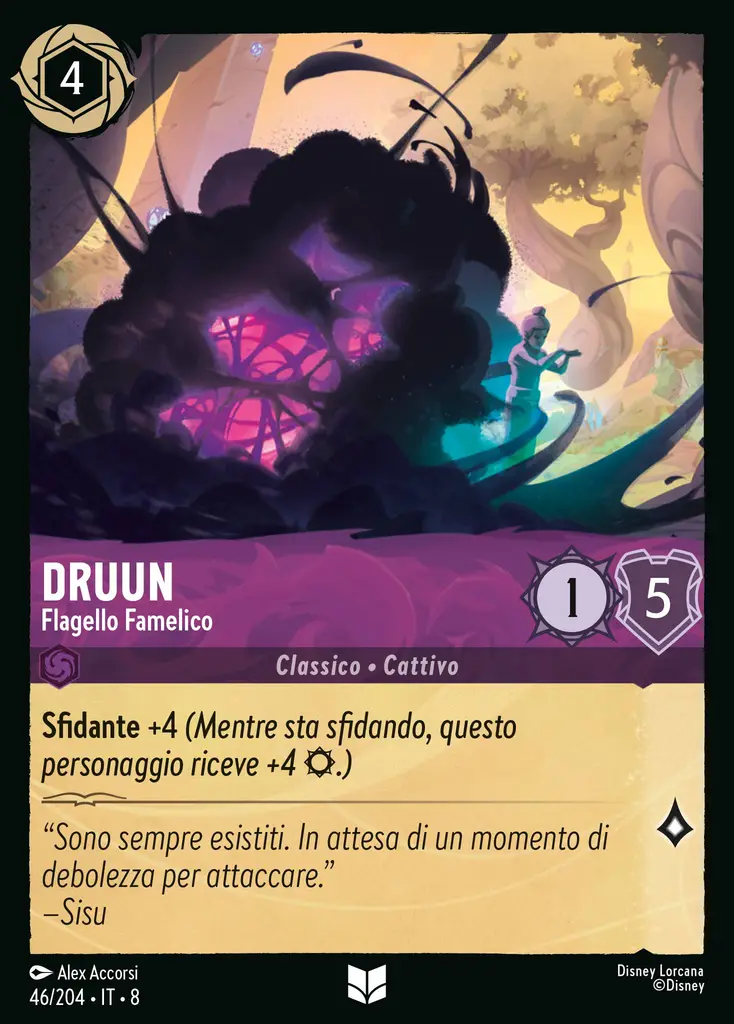 4
DRUUN
Flagello Famelico
1
5
Classico • Cattivo
Sfidante +4 (Mentre sta sfidando, questo
personaggio riceve +4 .)
“Sono sempre esistiti. In attesa di un momento di
debolezza per attaccare.”
–Sisu
Alex Accorsi
46/204 • IT • 8
Disney Lorcana
©Disney